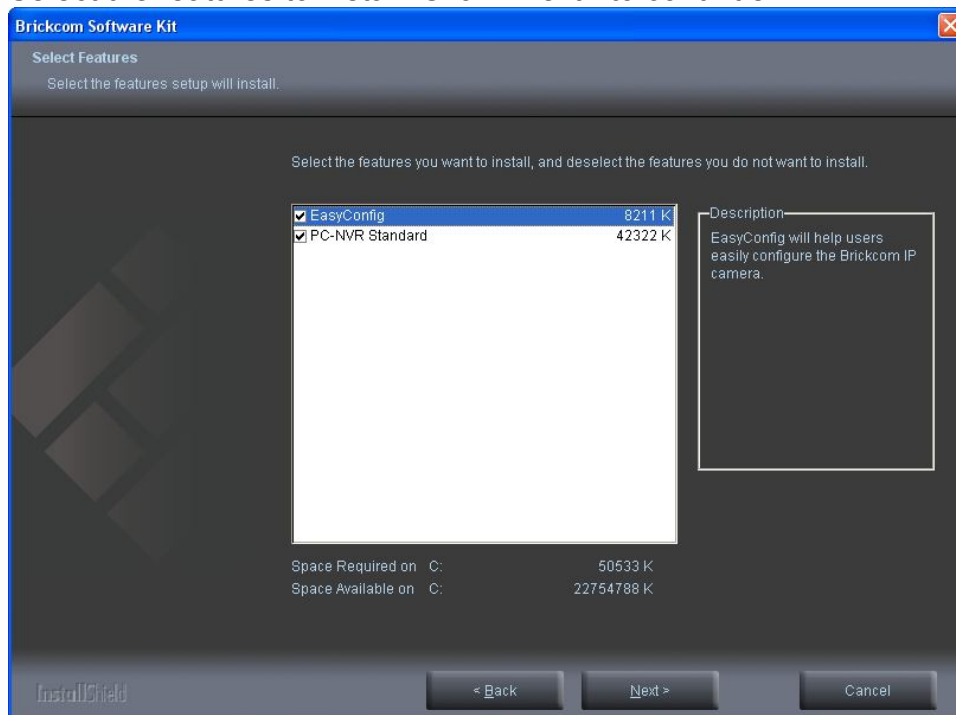 Brickcom Software Kit
Select Features
Select the features setup will install.
Select the features you want to install, and deselect the features you do not want to install.
EasyConfig 8211 K
PC-NVR Standard 42322 K
Description
EasyConfig will help users
easily configure the Brickcom IP
camera.
Space Required on C: 50533 K
Space Available on C: 22754788 K
InstallShield
< Back
Next >
Cancel